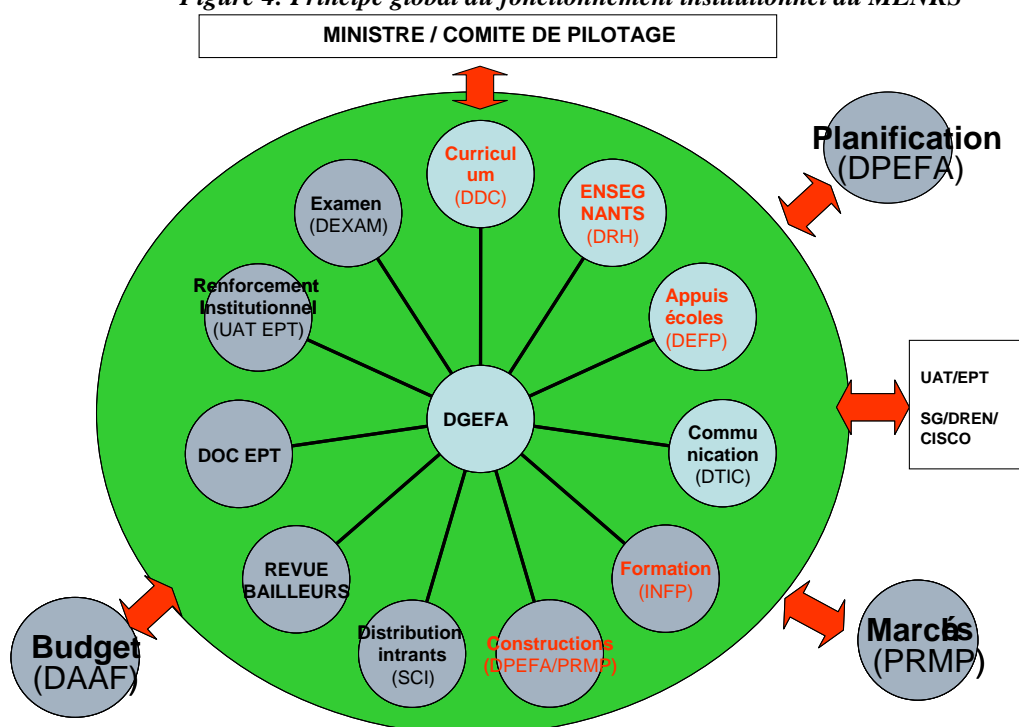 Figure 4: Principe global du fonctionnement institutionnel du MENRS
MINISTRE / COMITE DE PILOTAGE
Planification
(DPEFA)
Curricul
um
(DDC)
ENSEG
NANTS
(DRH)
Examen
(DEXAM)
Renforcement
Institutionnel
(UAT EPT)
Appuis
écoles
(DEFP)
UAT/EPT
SG/DREN/
CISCO
DGEFA
Commu
nication
(DTIC)
DOC EPT
REVUE
BAILLEURS
Formation
(INFP)
Distribution
intrants
(SCI)
Constructions
(DPEFA/PRMP)
Budget
(DAAF)
Marchés
(PRMP)